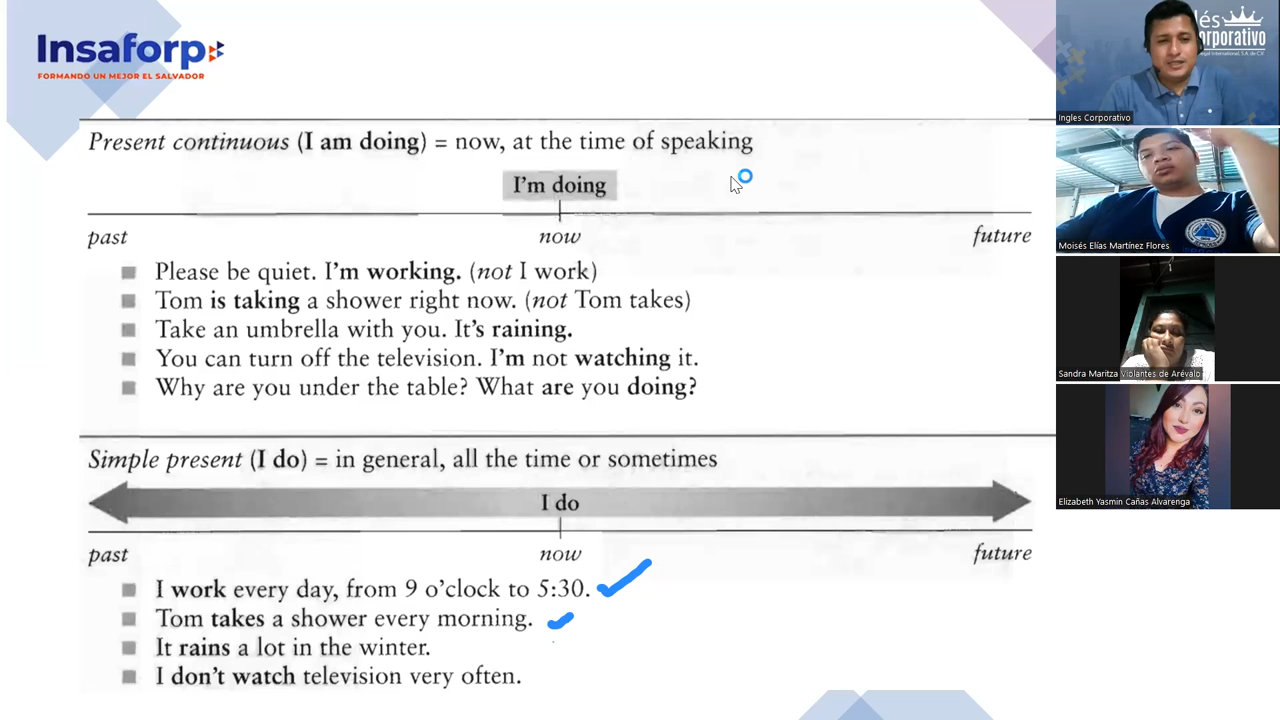 Insaforp
FORMANDO UN MEJOR EL SALVADOR
Present continuous (I am doing) = now, at the time of speaking
I'm doing
past now future
Please be quiet. I'm working. (not I work)
Tom is taking a shower right now. (not Tom takes)
Take an umbrella with you. It's raining.
You can turn off the television. I'm not watching it.
Why are you under the table? What are you doing?
Simple present (I do) = in general, all the time or sometimes
I do
past now future
I work every day, from 9 o'clock to 5:30.
Tom takes a shower every morning.
It rains a lot in the winter.
I don't watch television very often.
Ingles Corporativo
Moisés Elías Martínez Flores
Sandra Maritza Violantes de Arévalo
Elizabeth Yasmin Cañas Alvarenga